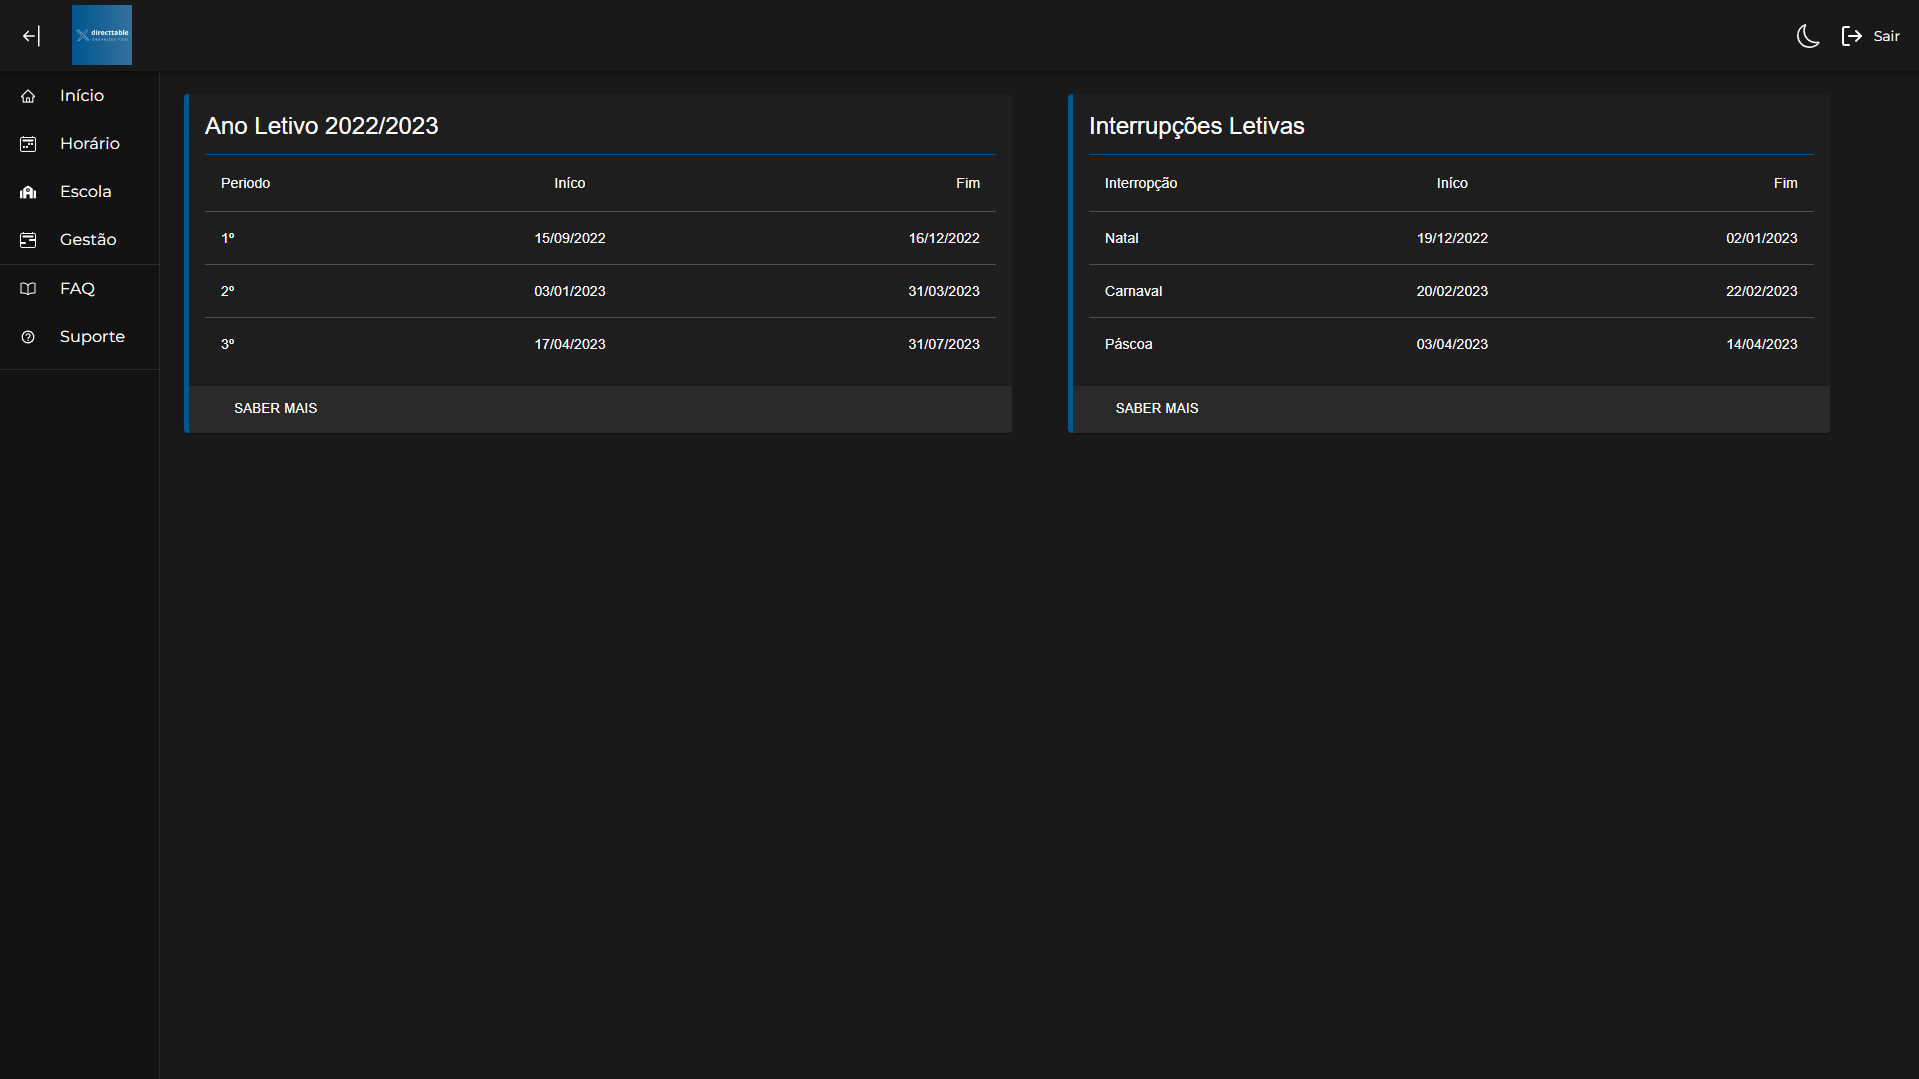 directtable
Sair
Início
Horário
Escola
Gestão
FAQ
Suporte
Ano Letivo 2022/2023
Periodo Iníco Fim
1º 15/09/2022 16/12/2022
2º 03/01/2023 31/03/2023
3º 17/04/2023 31/07/2023
SABER MAIS
Interrupções Letivas
Interropção Iníco Fim
Natal 19/12/2022 02/01/2023
Carnaval 20/02/2023 22/02/2023
Páscoa 03/04/2023 14/04/2023
SABER MAIS